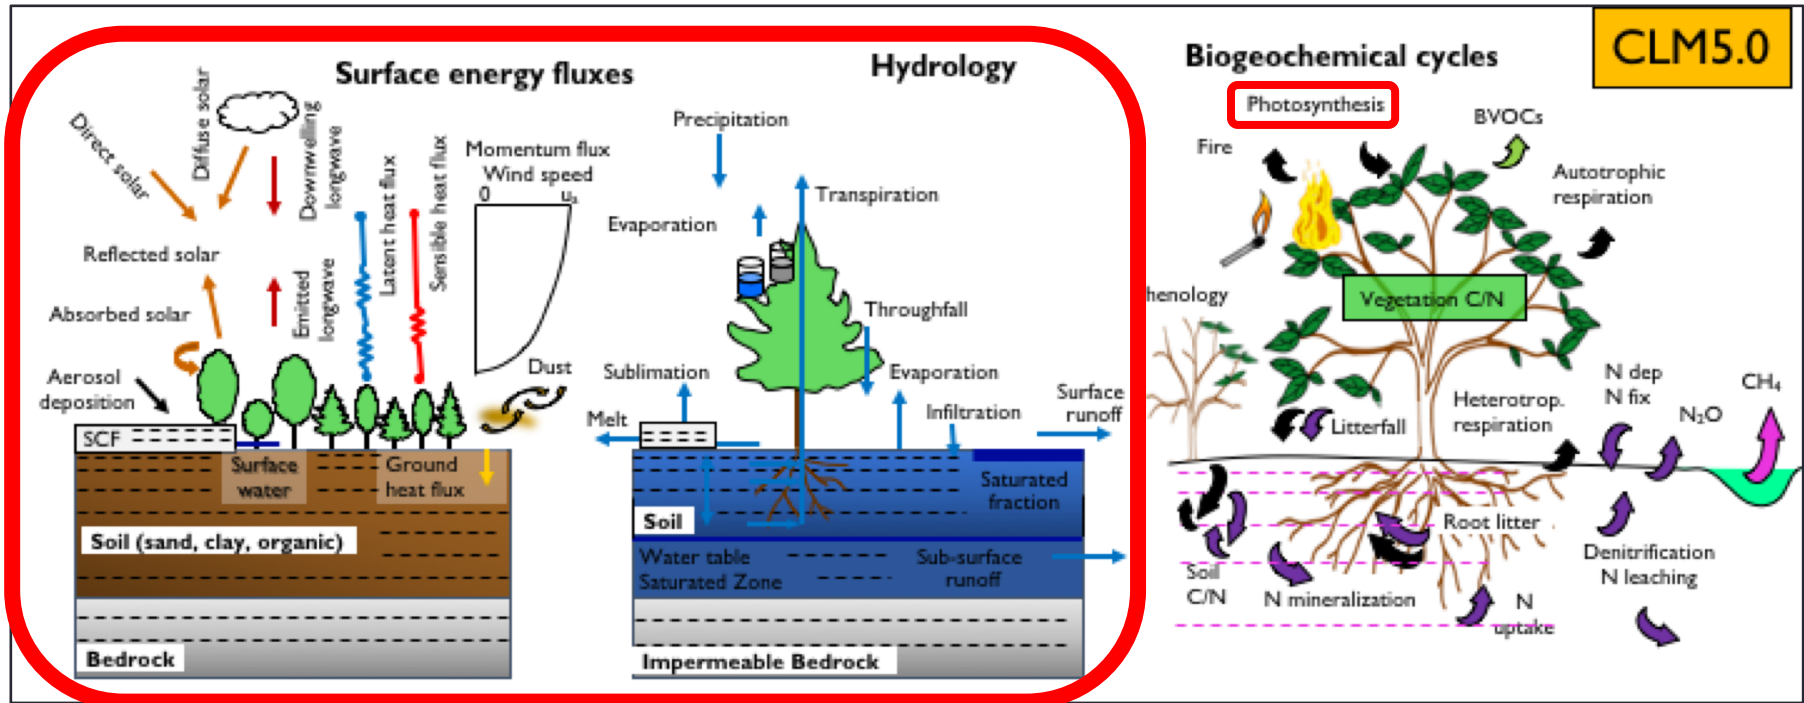 CLM5.0
Surface energy fluxes
Hydrology
Biogeochemical cycles
Direct solar
Diffuse solar
Downwelling
longwave
Reflected solar
Absorbed solar
Emitted
longwave
Latent heat flux
Sensible heat flux
Momentum flux
Wind speed
0
uₐ
Aerosol
deposition
Dust
SCF
Surface
water
Ground
heat flux
Soil (sand, clay, organic)
Bedrock
Precipitation
Transpiration
Evaporation
Throughfall
Sublimation
Evaporation
Melt
Infiltration
Surface
runoff
Saturated
fraction
Soil
Water table
Saturated Zone
Sub-surface
runoff
Impermeable Bedrock
Photosynthesis
BVOCs
Fire
Autotrophic
respiration
henology
Vegetation C/N
N dep
N fix
CH₄
N₂O
Heterotrop.
respiration
Litterfall
Root litter
Soil
C/N
N mineralization
N
uptake
Denitrification
N leaching